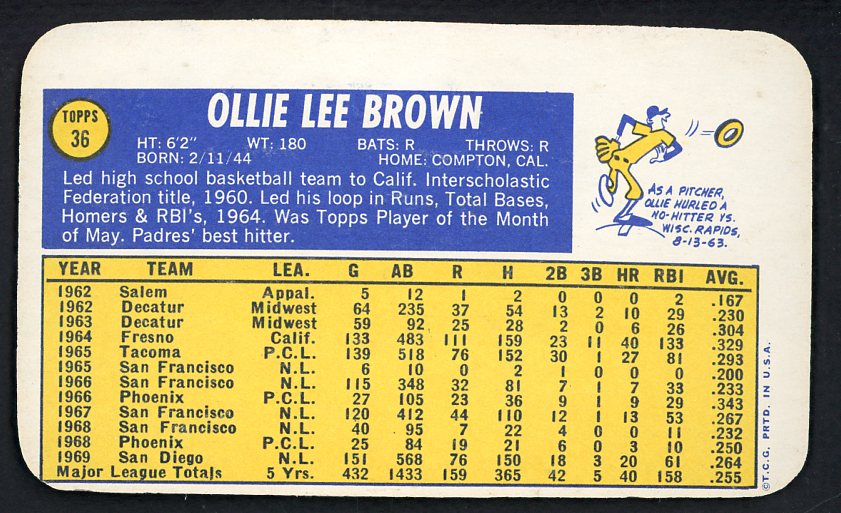 TOPPS
36
OLLIE LEE BROWN
HT: 6'2" WT: 180 BATS: R THROWS: R
BORN: 2/11/44 HOME: COMPTON, CAL.
Led high school basketball team to Calif. Interscholastic
Federation title, 1960. Led his loop in Runs, Total Bases,
Homers & RBI's, 1964. Was Topps Player of the Month
of May. Padres' best hitter.
AS A PITCHER,
OLLIE HURLED A
NO-HITTER VS.
WISC. RAPIDS,
8-13-63.
YEAR TEAM LEA. G AB R H 2B 3B HR RBI AVG.
1962 Salem Appal. 5 12 1 2 0 0 0 2 .167
1962 Decatur Midwest 64 235 37 54 13 2 10 29 .230
1963 Decatur Midwest 59 92 25 28 2 0 6 26 .304
1964 Fresno Calif. 133 483 111 159 23 11 40 133 .329
1965 Tacoma P.C.L. 139 518 76 152 30 1 27 81 .293
1965 San Francisco N.L. 6 10 0 2 1 0 0 0 .200
1966 San Francisco N.L. 115 348 32 81 7 1 7 33 .233
1966 Phoenix P.C.L. 27 105 23 36 9 1 9 29 .343
1967 San Francisco N.L. 120 412 44 110 12 1 13 53 .267
1968 San Francisco N.L. 40 95 7 22 4 0 0 11 .232
1968 Phoenix P.C.L. 25 84 19 21 6 0 3 10 .250
1969 San Diego N.L. 151 568 76 150 18 3 20 61 .264
Major League Totals 5 Yrs. 432 1433 159 365 42 5 40 158 .255
©T.C.G. PRTD. IN U.S.A.